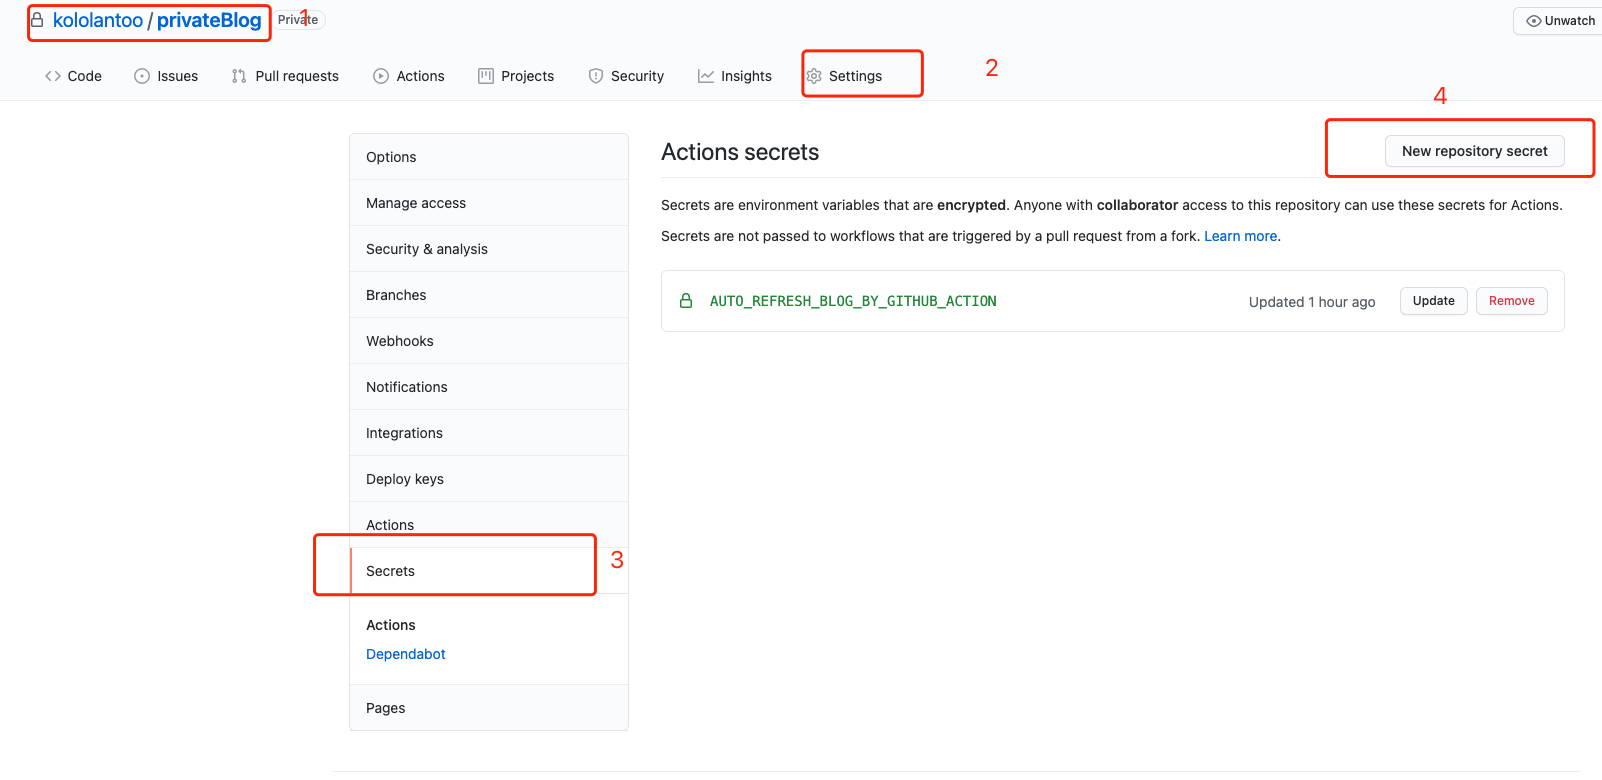 kololantoo / privateBlog Private 1
Unwatch
Code Issues Pull requests Actions Projects Security Insights Settings 2
4
Options
Manage access
Security & analysis
Branches
Webhooks
Notifications
Integrations
Deploy keys
Actions
Secrets 3
Actions
Dependabot
Pages
Actions secrets
New repository secret
Secrets are environment variables that are encrypted. Anyone with collaborator access to this repository can use these secrets for Actions.
Secrets are not passed to workflows that are triggered by a pull request from a fork. Learn more.
AUTO_REFRESH_BLOG_BY_GITHUB_ACTION Updated 1 hour ago Update Remove